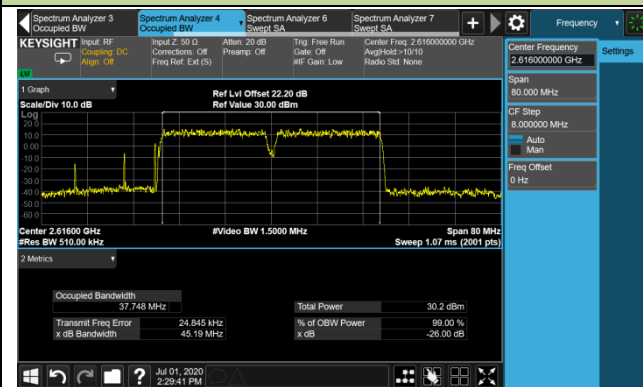 Spectrum Analyzer 3
Occupied BW
Spectrum Analyzer 4
Occupied BW
Spectrum Analyzer 6
Swept SA
Spectrum Analyzer 7
Swept SA
Frequency
KEYSIGHT
Input: RF
Coupling: DC
Align: Off
Input Z: 50 Ω
Corrections: Off
Freq Ref: Ext (S)
Atten: 20 dB
Preamp: Off
Trig: Free Run
Gate: Off
#IF Gain: Low
Center Freq: 2.616000000 GHz
Avg|Hold:>10/10
Radio Std: None
Center Frequency
2.616000000 GHz
Settings
Span
80.000 MHz
CF Step
8.000000 MHz
Auto
Man
Freq Offset
0 Hz
1 Graph
Scale/Div 10.0 dB
Ref Lvl Offset 22.20 dB
Ref Value 30.00 dBm
Log
20.0
10.0
0.00
-10.0
-20.0
-30.0
-40.0
-50.0
-60.0
Center 2.61600 GHz
#Video BW 1.5000 MHz
Span 80 MHz
#Res BW 510.00 kHz
Sweep 1.07 ms (2001 pts)
2 Metrics
Occupied Bandwidth
37.748 MHz
Total Power 30.2 dBm
Transmit Freq Error 24.845 kHz
% of OBW Power 99.00 %
x dB Bandwidth 45.19 MHz
x dB -26.00 dB
Jul 01, 2020
2:29:41 PM